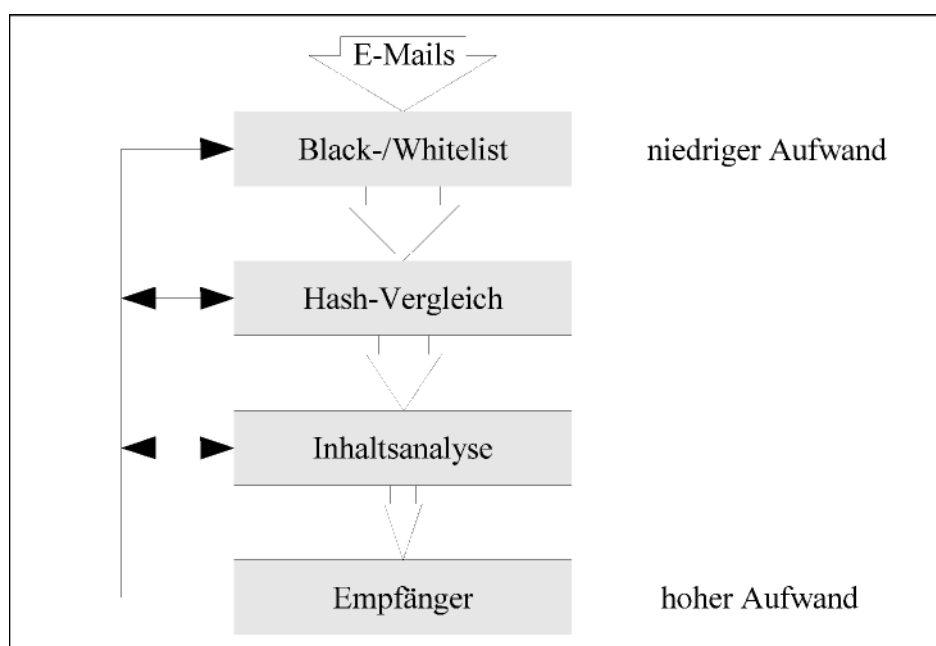 E-Mails
Black-/Whitelist
niedriger Aufwand
Hash-Vergleich
Inhaltsanalyse
Empfänger
hoher Aufwand